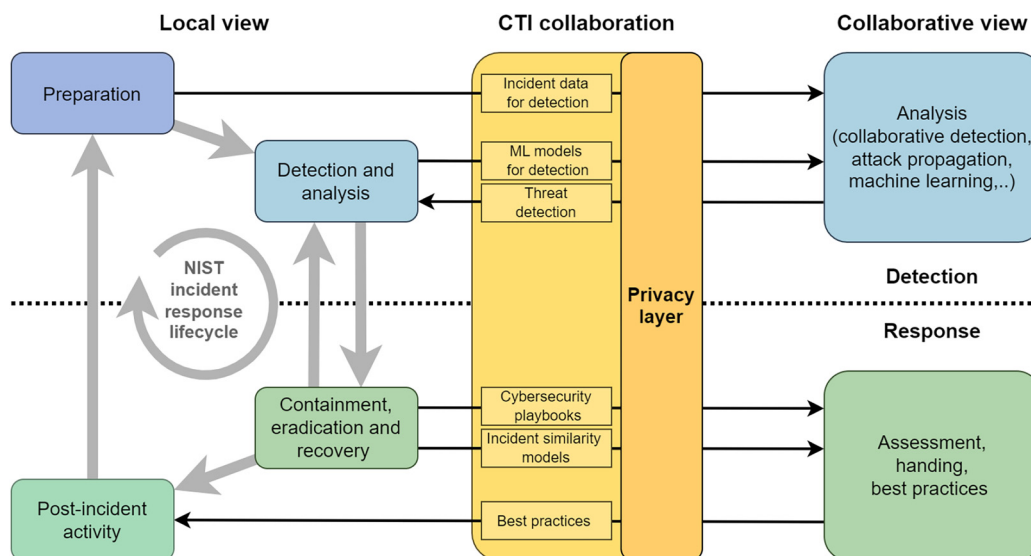 Local view
CTI collaboration
Collaborative view
Preparation
Incident data
for detection
Analysis
(collaborative detection,
attack propagation,
machine learning,..)
Detection and
analysis
ML models
for detection
Threat
detection
NIST
incident
response
lifecycle
Privacy
layer
Detection
Response
Containment,
eradication and
recovery
Cybersecurity
playbooks
Incident similarity
models
Assessment,
handing,
best practices
Post-incident
activity
Best practices